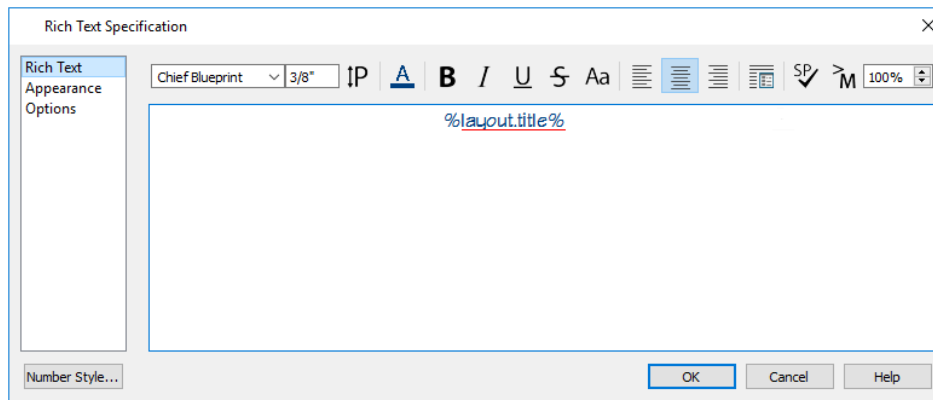 Rich Text Specification
Rich Text
Appearance
Options
Chief Blueprint 3/8" P A B I U S Aa SP M 100%
%layout.title%
Number Style...
OK Cancel Help